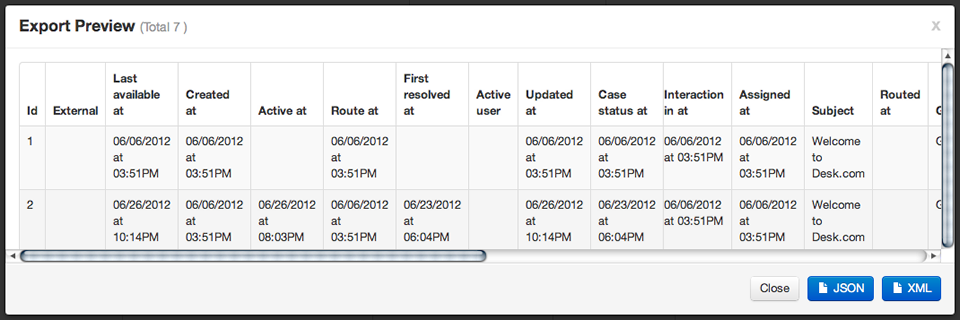 Export Preview (Total 7 )
x
Id External Last available at Created at Active at Route at First resolved at Active user Updated at Case status at Interaction in at Assigned at Subject Routed at
1 06/06/2012 at 03:51PM 06/06/2012 at 03:51PM 06/06/2012 at 03:51PM 06/06/2012 at 03:51PM 06/06/2012 at 03:51PM 06/06/2012 at 03:51PM 06/06/2012 at 03:51PM Welcome to Desk.com
2 06/26/2012 at 10:14PM 06/06/2012 at 03:51PM 06/26/2012 at 08:03PM 06/06/2012 at 03:51PM 06/23/2012 at 06:04PM 06/26/2012 at 10:14PM 06/23/2012 at 06:04PM 06/06/2012 at 03:51PM 06/06/2012 at 03:51PM Welcome to Desk.com
Close JSON XML